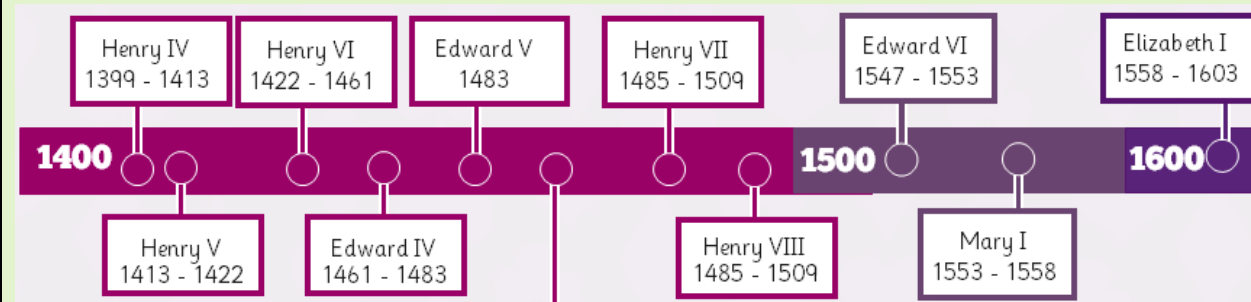 Henry IV
1399 - 1413
Henry VI
1422 - 1461
Edward V
1483
Henry VII
1485 - 1509
Edward VI
1547 - 1553
Elizabeth I
1558 - 1603
1400
1500
1600
Henry V
1413 - 1422
Edward IV
1461 - 1483
Henry VIII
1485 - 1509
Mary I
1553 - 1558